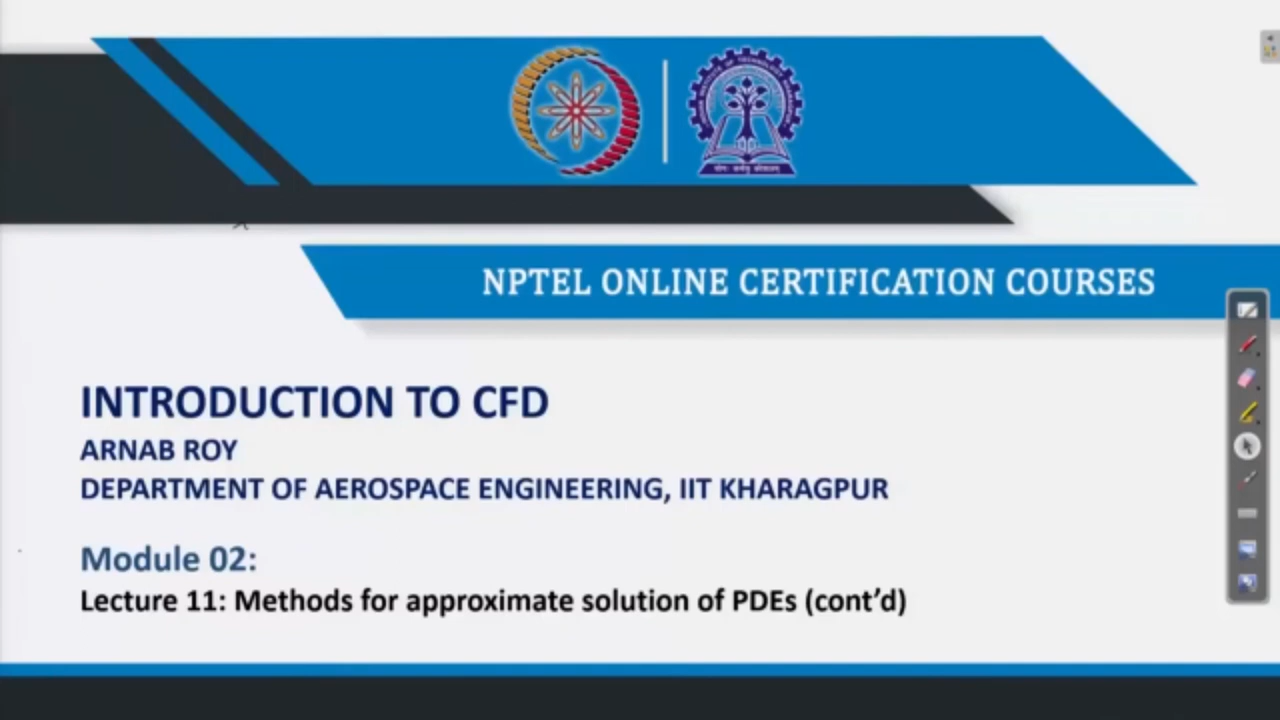 NPTEL ONLINE CERTIFICATION COURSES
INTRODUCTION TO CFD
ARNAB ROY
DEPARTMENT OF AEROSPACE ENGINEERING, IIT KHARAGPUR
Module 02:
Lecture 11: Methods for approximate solution of PDEs (cont'd)